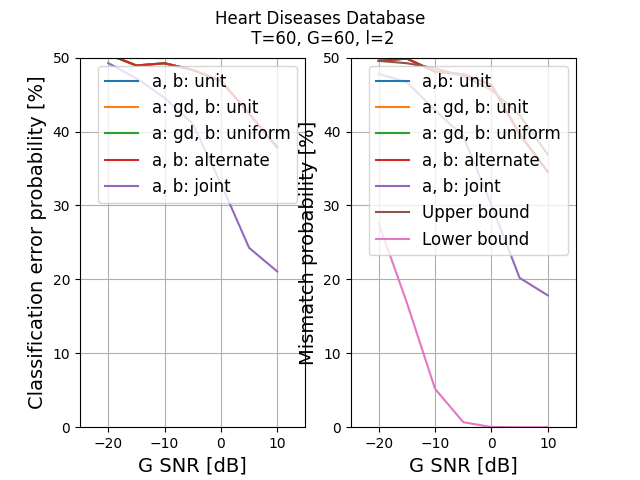 Heart Diseases Database
T=60, G=60, l=2
Classification error probability [%]
50
40
30
20
10
0
a, b: unit
a: gd, b: unit
a: gd, b: uniform
a, b: alternate
a, b: joint
−20
−10
0
10
G SNR [dB]
Mismatch probability [%]
50
40
30
20
10
0
a,b: unit
a: gd, b: unit
a: gd, b: uniform
a, b: alternate
a, b: joint
Upper bound
Lower bound
−20
−10
0
10
G SNR [dB]